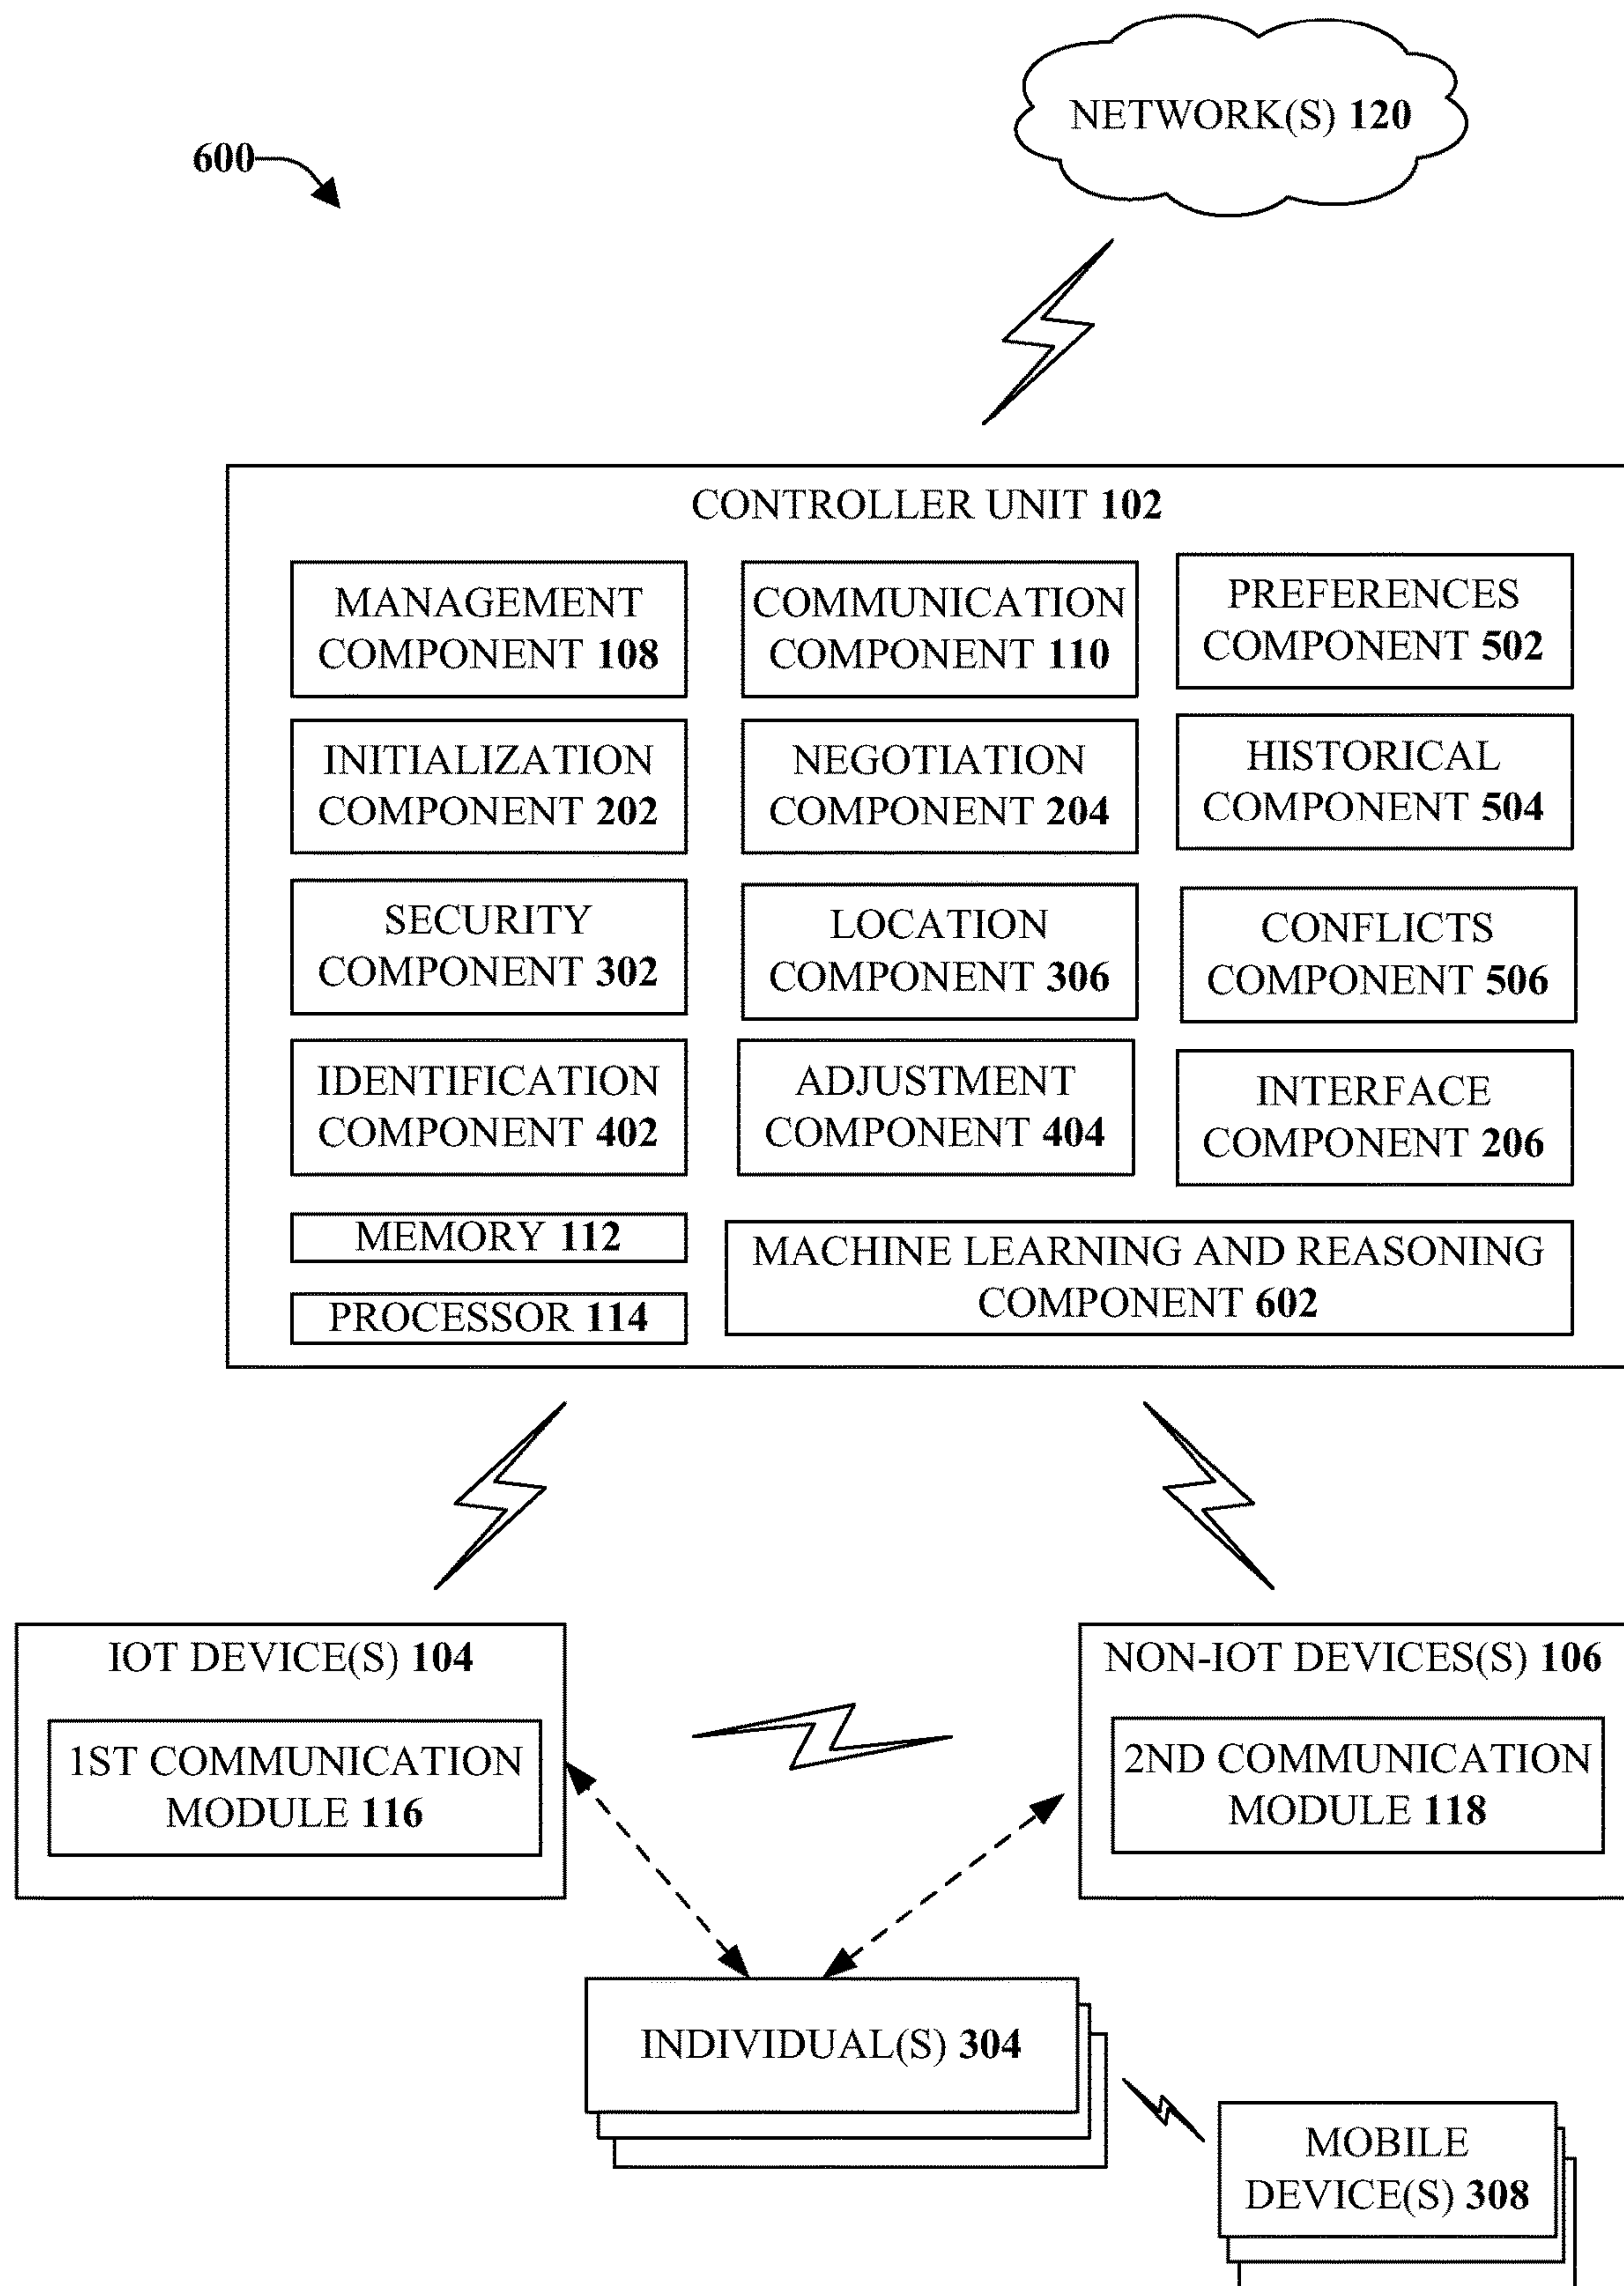 NETWORK(S) 120
600
CONTROLLER UNIT 102
MANAGEMENT
COMPONENT 108
COMMUNICATION
COMPONENT 110
PREFERENCES
COMPONENT 502
INITIALIZATION
COMPONENT 202
NEGOTIATION
COMPONENT 204
HISTORICAL
COMPONENT 504
SECURITY
COMPONENT 302
LOCATION
COMPONENT 306
CONFLICTS
COMPONENT 506
IDENTIFICATION
COMPONENT 402
ADJUSTMENT
COMPONENT 404
INTERFACE
COMPONENT 206
MEMORY 112
PROCESSOR 114
MACHINE LEARNING AND REASONING
COMPONENT 602
IOT DEVICE(S) 104
1ST COMMUNICATION
MODULE 116
NON-IOT DEVICES(S) 106
2ND COMMUNICATION
MODULE 118
INDIVIDUAL(S) 304
MOBILE
DEVICE(S) 308